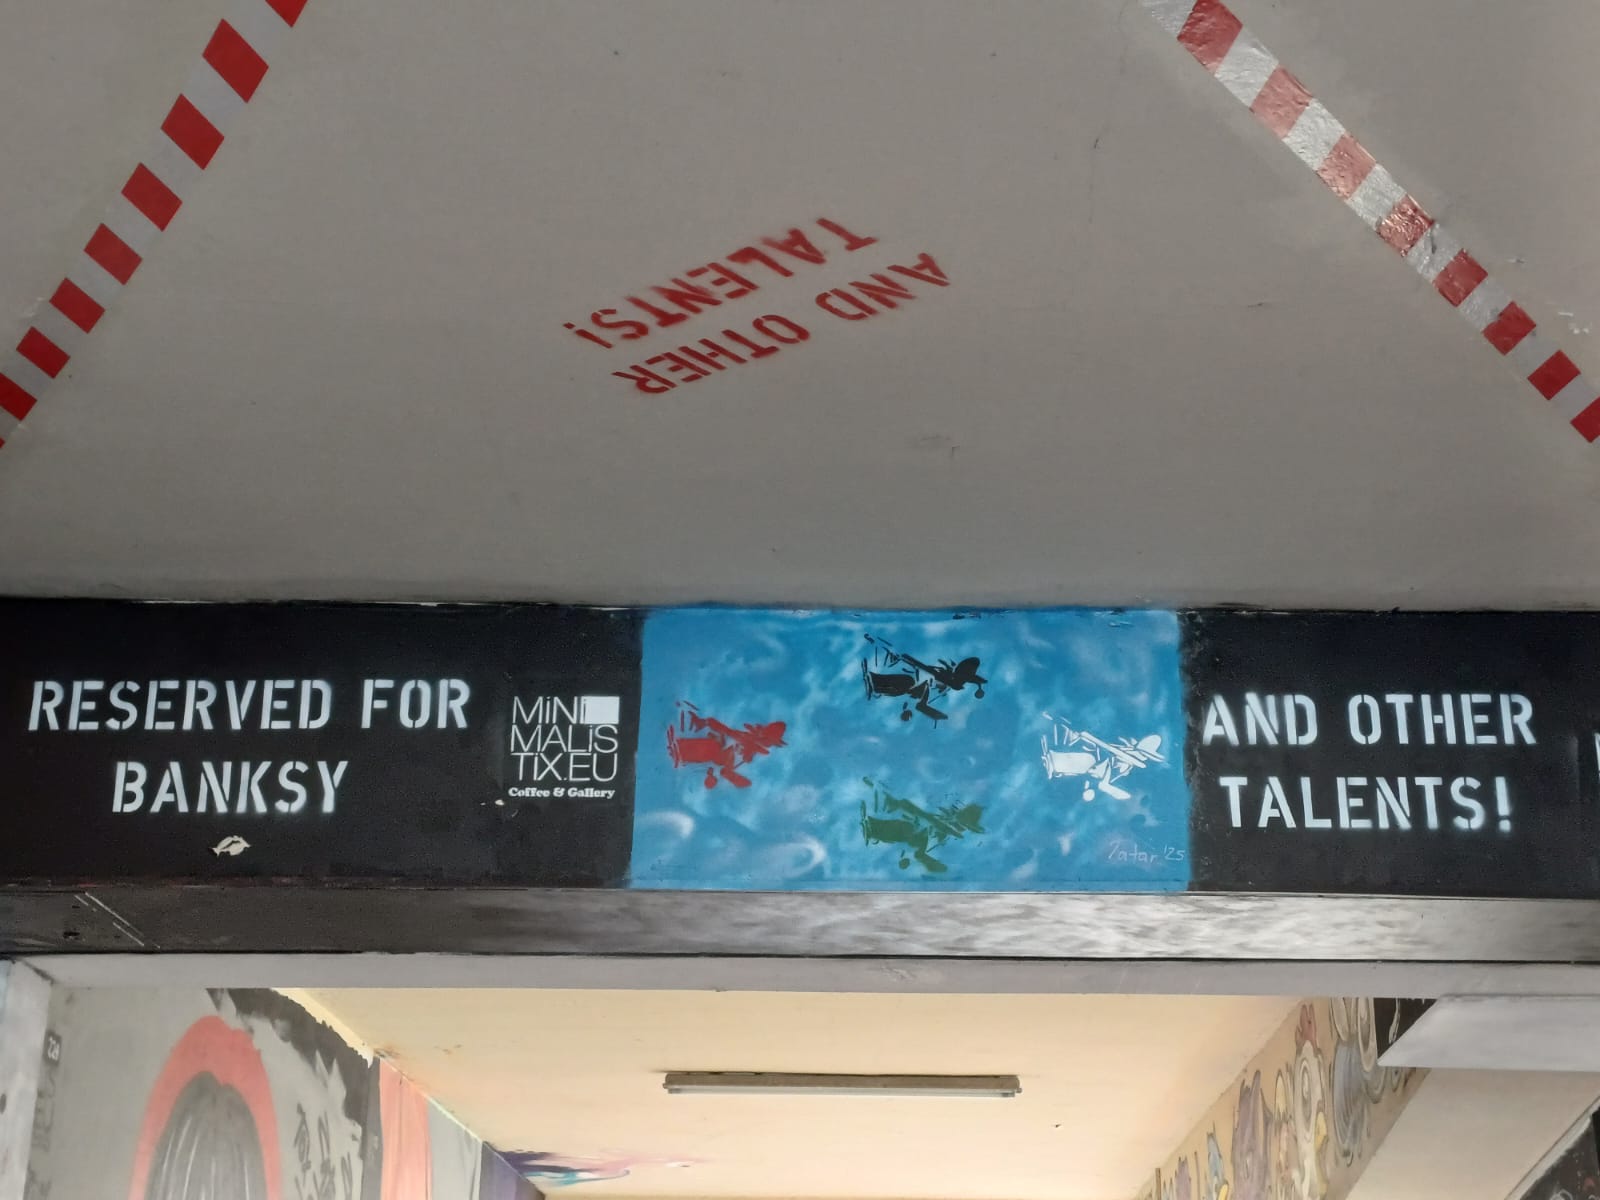 AND OTHER
TALENTS!
RESERVED FOR
BANKSY
MiNi
MALiS
TiX.EU
Coffee & Gallery
AND OTHER
TALENTS!